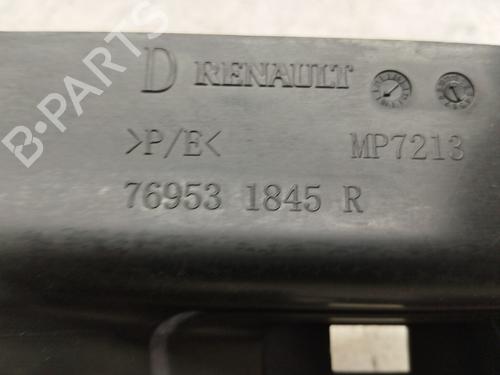 D RENAULT
>P/E< MP7213
76953 1845 R
B-PARTS